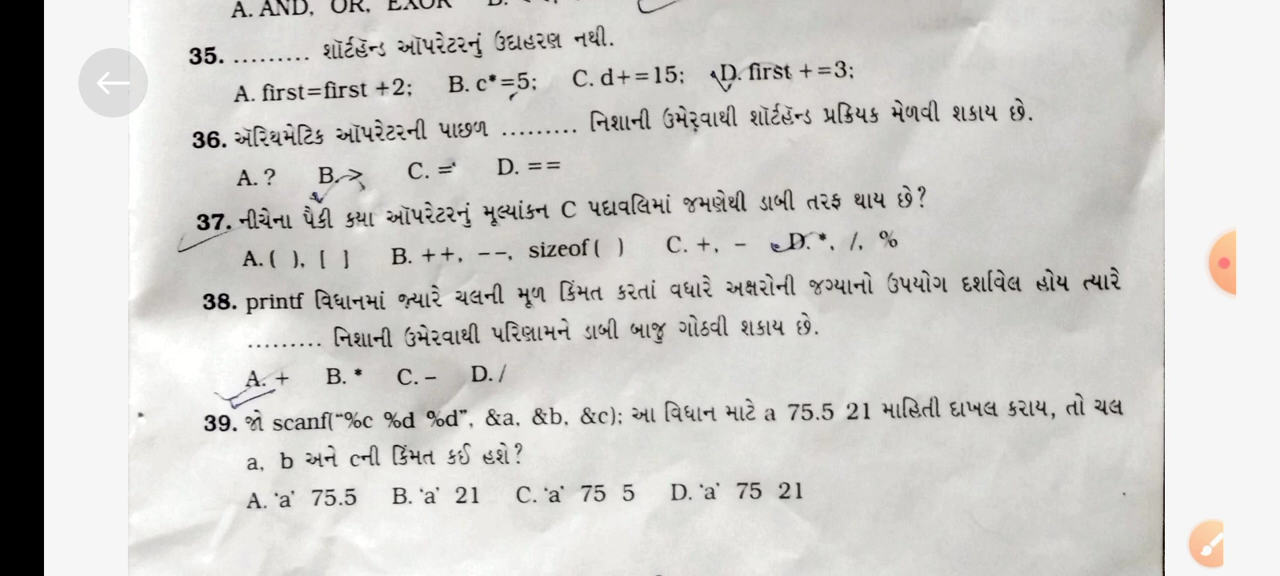 A. AND, OR, EXOR
35. ......... શૉર્ટહૅન્ડ ઑપરેટરનું ઉદાહરણ નથી.
A. first=first +2; B. c*=5; C. d+=15; D. first +=3;
36. ઍરિથમેટિક ઑપરેટરની પાછળ ......... નિશાની ઉમેરવાથી શૉર્ટહૅન્ડ પ્રક્રિયક મેળવી શકાય છે.
A. ? B. > C. = D. ==
37. નીચેના પૈકી કયા ઑપરેટરનું મૂલ્યાંકન C પદાવલિમાં જમણેથી ડાબી તરફ થાય છે?
A. ( ), [ ] B. ++, --, sizeof ( ) C. +, - D. *, /, %
38. printf વિધાનમાં જ્યારે ચલની મૂળ કિંમત કરતાં વધારે અક્ષરોની જગ્યાનો ઉપયોગ દર્શાવેલ હોય ત્યારે
......... નિશાની ઉમેરવાથી પરિણામને ડાબી બાજુ ગોઠવી શકાય છે.
A. + B. * C. - D. /
39. જો scanf("%c %d %d", &a, &b, &c); આ વિધાન માટે a 75.5 21 માહિતી દાખલ કરાય, તો ચલ
a, b અને cની કિંમત કઈ હશે?
A. 'a' 75.5 B. 'a' 21 C. 'a' 75 5 D. 'a' 75 21